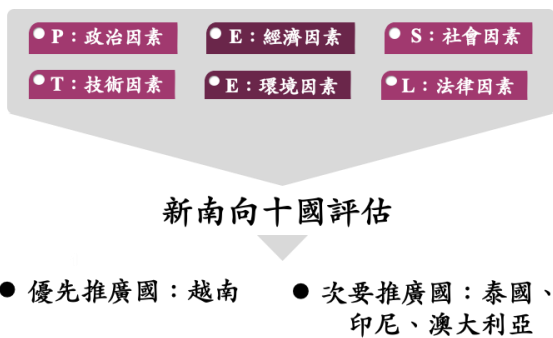 P：政治因素
E：經濟因素
S：社會因素
T：技術因素
E：環境因素
L：法律因素
新南向十國評估
● 優先推廣國：越南
● 次要推廣國：泰國、
印尼、澳大利亞